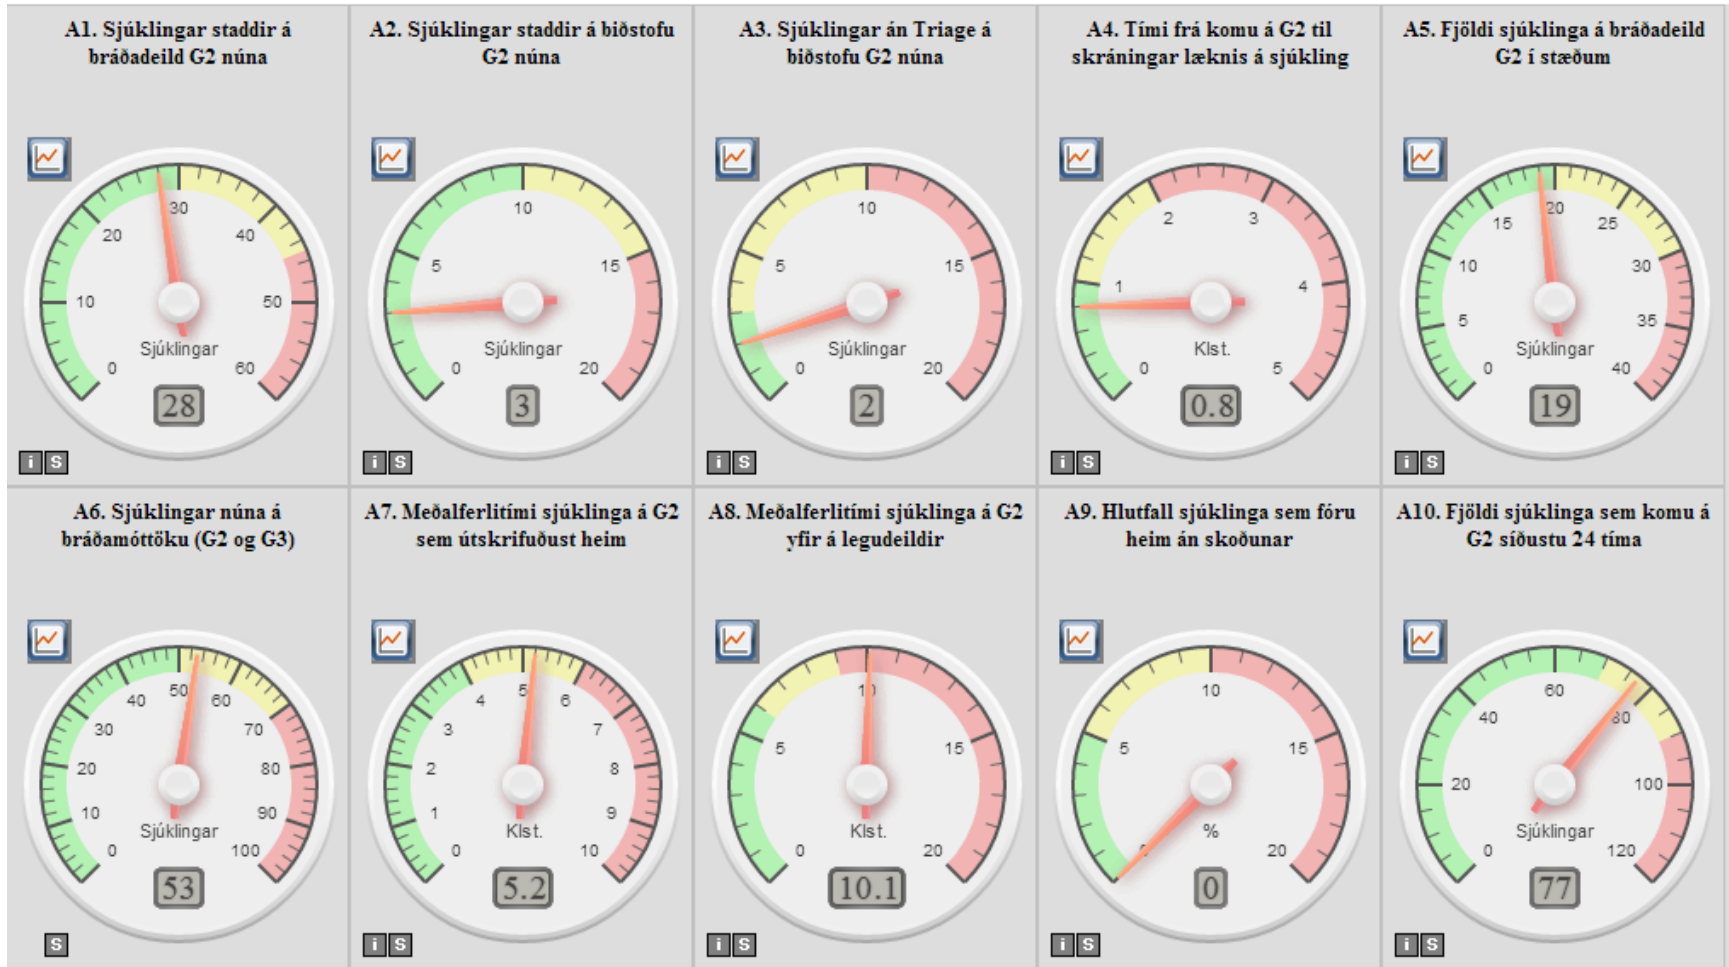 A1. Sjúklingar staddir á
bráðadeild G2 núna
10
20
30
40
50
0
60
Sjúklingar
28
i S
A2. Sjúklingar staddir á biðstofu
G2 núna
5
10
15
0
20
Sjúklingar
3
i S
A3. Sjúklingar án Triage á
biðstofu G2 núna
5
10
15
0
20
Sjúklingar
2
i S
A4. Tími frá komu á G2 til
skráningar læknis á sjúkling
1
2
3
4
0
5
Klst.
0.8
i S
A5. Fjöldi sjúklinga á bráðadeild
G2 í stæðum
5
10
15
20
25
30
35
0
40
Sjúklingar
19
i S
A6. Sjúklingar núna á
bráðamóttöku (G2 og G3)
10
20
30
40
50
60
70
80
90
0
100
Sjúklingar
53
S
A7. Meðalferlitími sjúklinga á G2
sem útskrifuðust heim
1
2
3
4
5
6
7
8
9
0
10
Klst.
5.2
i S
A8. Meðalferlitími sjúklinga á G2
yfir á legudeildir
5
10
15
0
20
Klst.
10.1
i S
A9. Hlutfall sjúklinga sem fóru
heim án skoðunar
5
10
15
0
20
%
0
i S
A10. Fjöldi sjúklinga sem komu á
G2 síðustu 24 tíma
20
40
60
80
100
0
120
Sjúklingar
77
i S